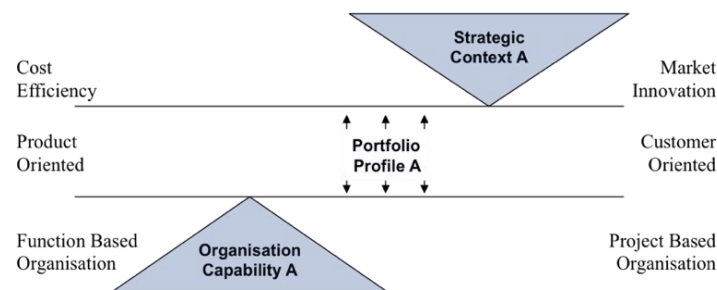 Strategic
Context A
Cost
Efficiency
Market
Innovation
Product
Oriented
Portfolio
Profile A
Customer
Oriented
Function Based
Organisation
Organisation
Capability A
Project Based
Organisation